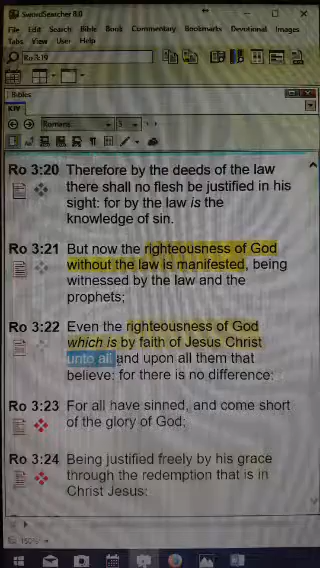 SwordSearcher 8.0
File Edit Search Bible Book Commentary Bookmarks Devotional Images
Tabs View User Help
Ro 3:19
Bibles
KJV
Romans 3
Ro 3:20 Therefore by the deeds of the law
there shall no flesh be justified in his
sight: for by the law is the
knowledge of sin.
Ro 3:21 But now the righteousness of God
without the law is manifested, being
witnessed by the law and the
prophets;
Ro 3:22 Even the righteousness of God
which is by faith of Jesus Christ
unto all and upon all them that
believe: for there is no difference:
Ro 3:23 For all have sinned, and come short
of the glory of God;
Ro 3:24 Being justified freely by his grace
through the redemption that is in
Christ Jesus:
150%